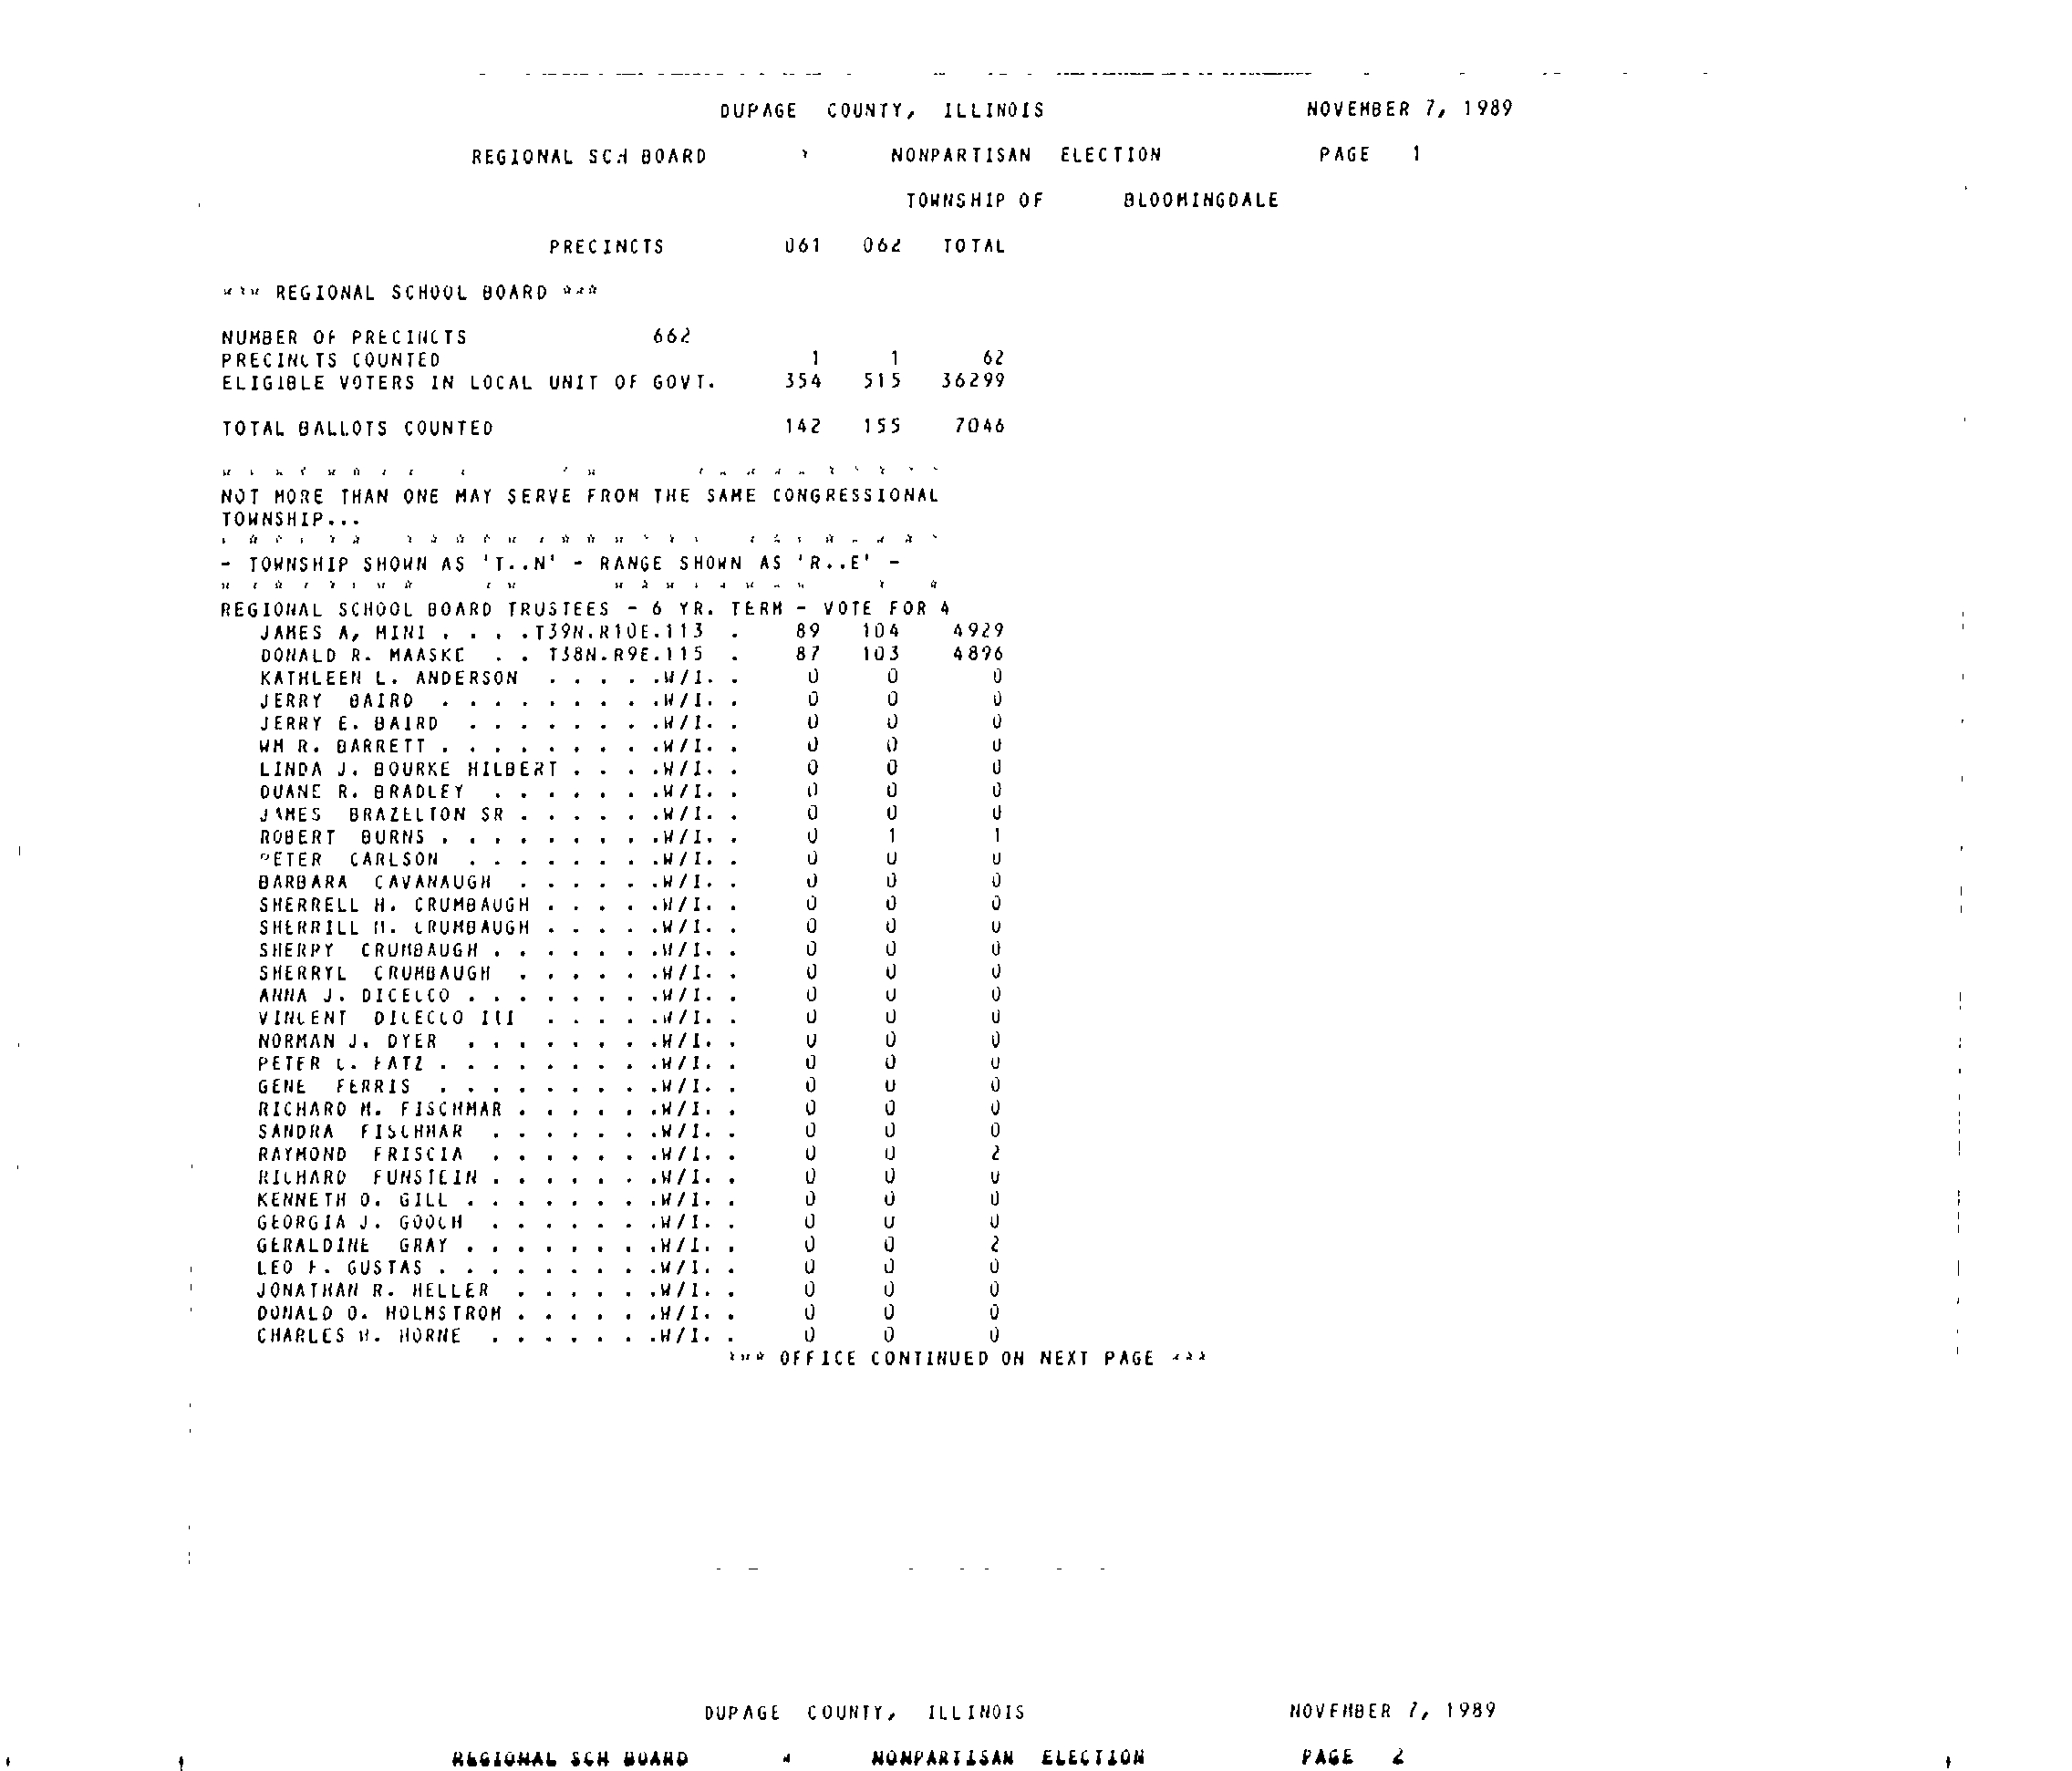 DUPAGE COUNTY, ILLINOIS NOVEMBER 7, 1989
REGIONAL SCH BOARD * NONPARTISAN ELECTION PAGE 1
TOWNSHIP OF BLOOMINGDALE
PRECINCTS 061 062 TOTAL
*** REGIONAL SCHOOL BOARD ***
NUMBER OF PRECINCTS 662
PRECINCTS COUNTED 1 1 62
ELIGIBLE VOTERS IN LOCAL UNIT OF GOVT. 354 515 36299
TOTAL BALLOTS COUNTED 142 155 7046
NOT MORE THAN ONE MAY SERVE FROM THE SAME CONGRESSIONAL
TOWNSHIP...
- TOWNSHIP SHOWN AS 'T..N' - RANGE SHOWN AS 'R..E' -
REGIONAL SCHOOL BOARD TRUSTEES - 6 YR. TERM - VOTE FOR 4
JAMES A, MINI . . . .T39N.R10E.113 . 89 104 4929
DONALD R. MAASKE . . T38N.R9E.115 . 87 103 4896
KATHLEEN L. ANDERSON . . . . .W/I. . 0 0 0
JERRY BAIRD . . . . . . . . .W/I. . 0 0 0
JERRY E. BAIRD . . . . . . . .W/I. . 0 0 0
WM R. BARRETT . . . . . . . . .W/I. . 0 0 0
LINDA J. BOURKE HILBERT . . . .W/I. . 0 0 0
DUANE R. BRADLEY . . . . . . .W/I. . 0 0 0
JAMES BRAZELTON SR . . . . . .W/I. . 0 0 0
ROBERT BURNS . . . . . . . . .W/I. . 0 1 1
PETER CARLSON . . . . . . . .W/I. . 0 0 0
BARBARA CAVANAUGH . . . . . .W/I. . 0 0 0
SHERRELL H. CRUMBAUGH . . . . .W/I. . 0 0 0
SHERRILL M. CRUMBAUGH . . . . .W/I. . 0 0 0
SHERPY CRUMBAUGH . . . . . . .W/I. . 0 0 0
SHERRYL CRUMBAUGH . . . . . .W/I. . 0 0 0
ANNA J. DICELCO . . . . . . . .W/I. . 0 0 0
VINCENT DICECCO III . . . . .W/I. . 0 0 0
NORMAN J. DYER . . . . . . . .W/I. . 0 0 0
PETER C. FATZ . . . . . . . . .W/I. . 0 0 0
GENE FERRIS . . . . . . . . .W/I. . 0 0 0
RICHARD M. FISCHMAR . . . . . .W/I. . 0 0 0
SANDRA FISCHMAR . . . . . . .W/I. . 0 0 0
RAYMOND FRISCIA . . . . . . .W/I. . 0 0 2
RICHARD FUNSTEIN . . . . . . .W/I. . 0 0 0
KENNETH O. GILL . . . . . . . .W/I. . 0 0 0
GEORGIA J. GOOCH . . . . . . .W/I. . 0 0 0
GERALDINE GRAY . . . . . . . .W/I. . 0 0 2
LEO F. GUSTAS . . . . . . . . .W/I. . 0 0 0
JONATHAN R. HELLER . . . . . .W/I. . 0 0 0
DONALD O. HOLMSTROM . . . . . .W/I. . 0 0 0
CHARLES H. HORNE . . . . . . .W/I. . 0 0 0
*** OFFICE CONTINUED ON NEXT PAGE ***
DUPAGE COUNTY, ILLINOIS NOVEMBER 7, 1989
REGIONAL SCH BOARD * NONPARTISAN ELECTION PAGE 2